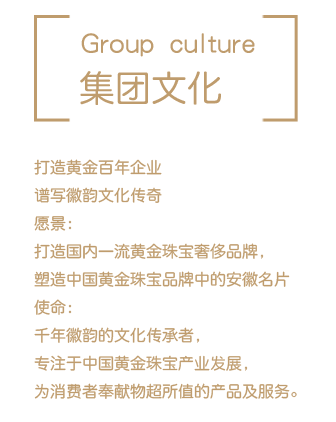 Group culture
集团文化
打造黄金百年企业
谱写徽韵文化传奇
愿景：
打造国内一流黄金珠宝奢侈品牌，
塑造中国黄金珠宝品牌中的安徽名片
使命：
千年徽韵的文化传承者，
专注于中国黄金珠宝产业发展，
为消费者奉献物超所值的产品及服务。